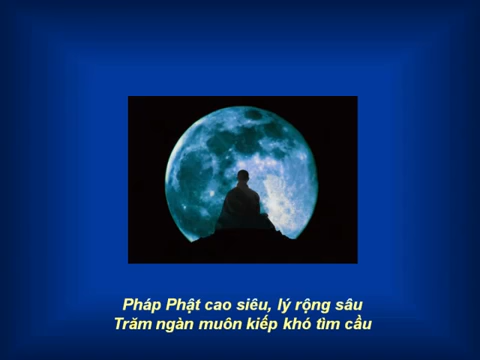 Pháp Phật cao siêu, lý rộng sâu
Trăm ngàn muôn kiếp khó tìm cầu